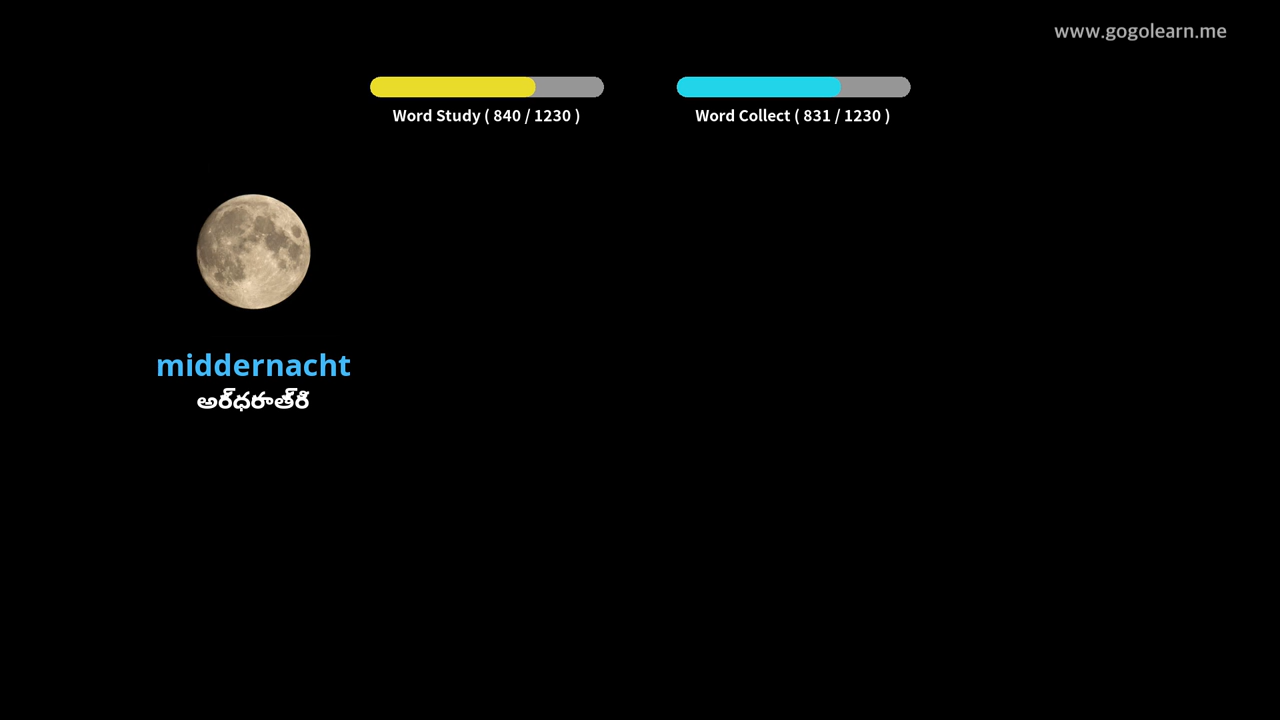 www.gogolearn.me
Word Study ( 840 / 1230 )
Word Collect ( 831 / 1230 )
middernacht
అర్ధరాత్రి